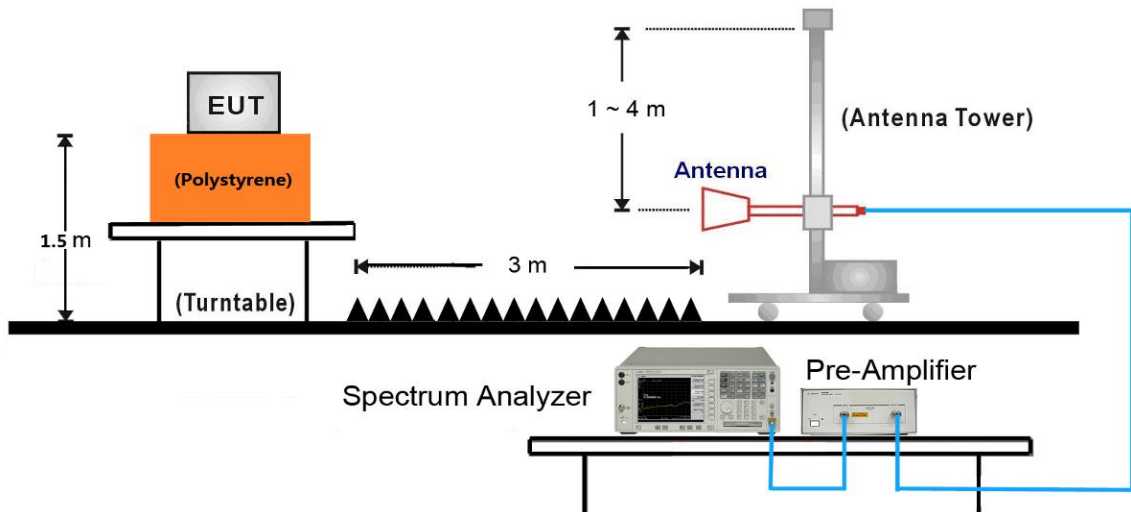 EUT
(Polystyrene)
1.5 m
(Turntable)
3 m
1 ~ 4 m
(Antenna Tower)
Antenna
Spectrum Analyzer
Pre-Amplifier